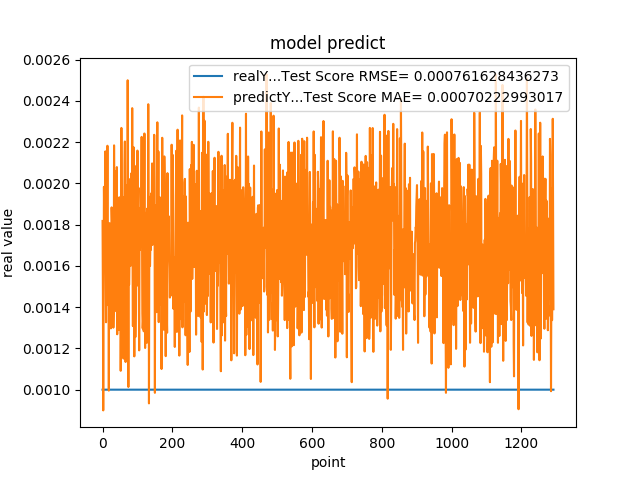 model predict
realY...Test Score RMSE= 0.000761628436273
predictY...Test Score MAE= 0.00070222993017
0.0026
0.0024
0.0022
0.0020
0.0018
0.0016
0.0014
0.0012
0.0010
real value
0 200 400 600 800 1000 1200
point